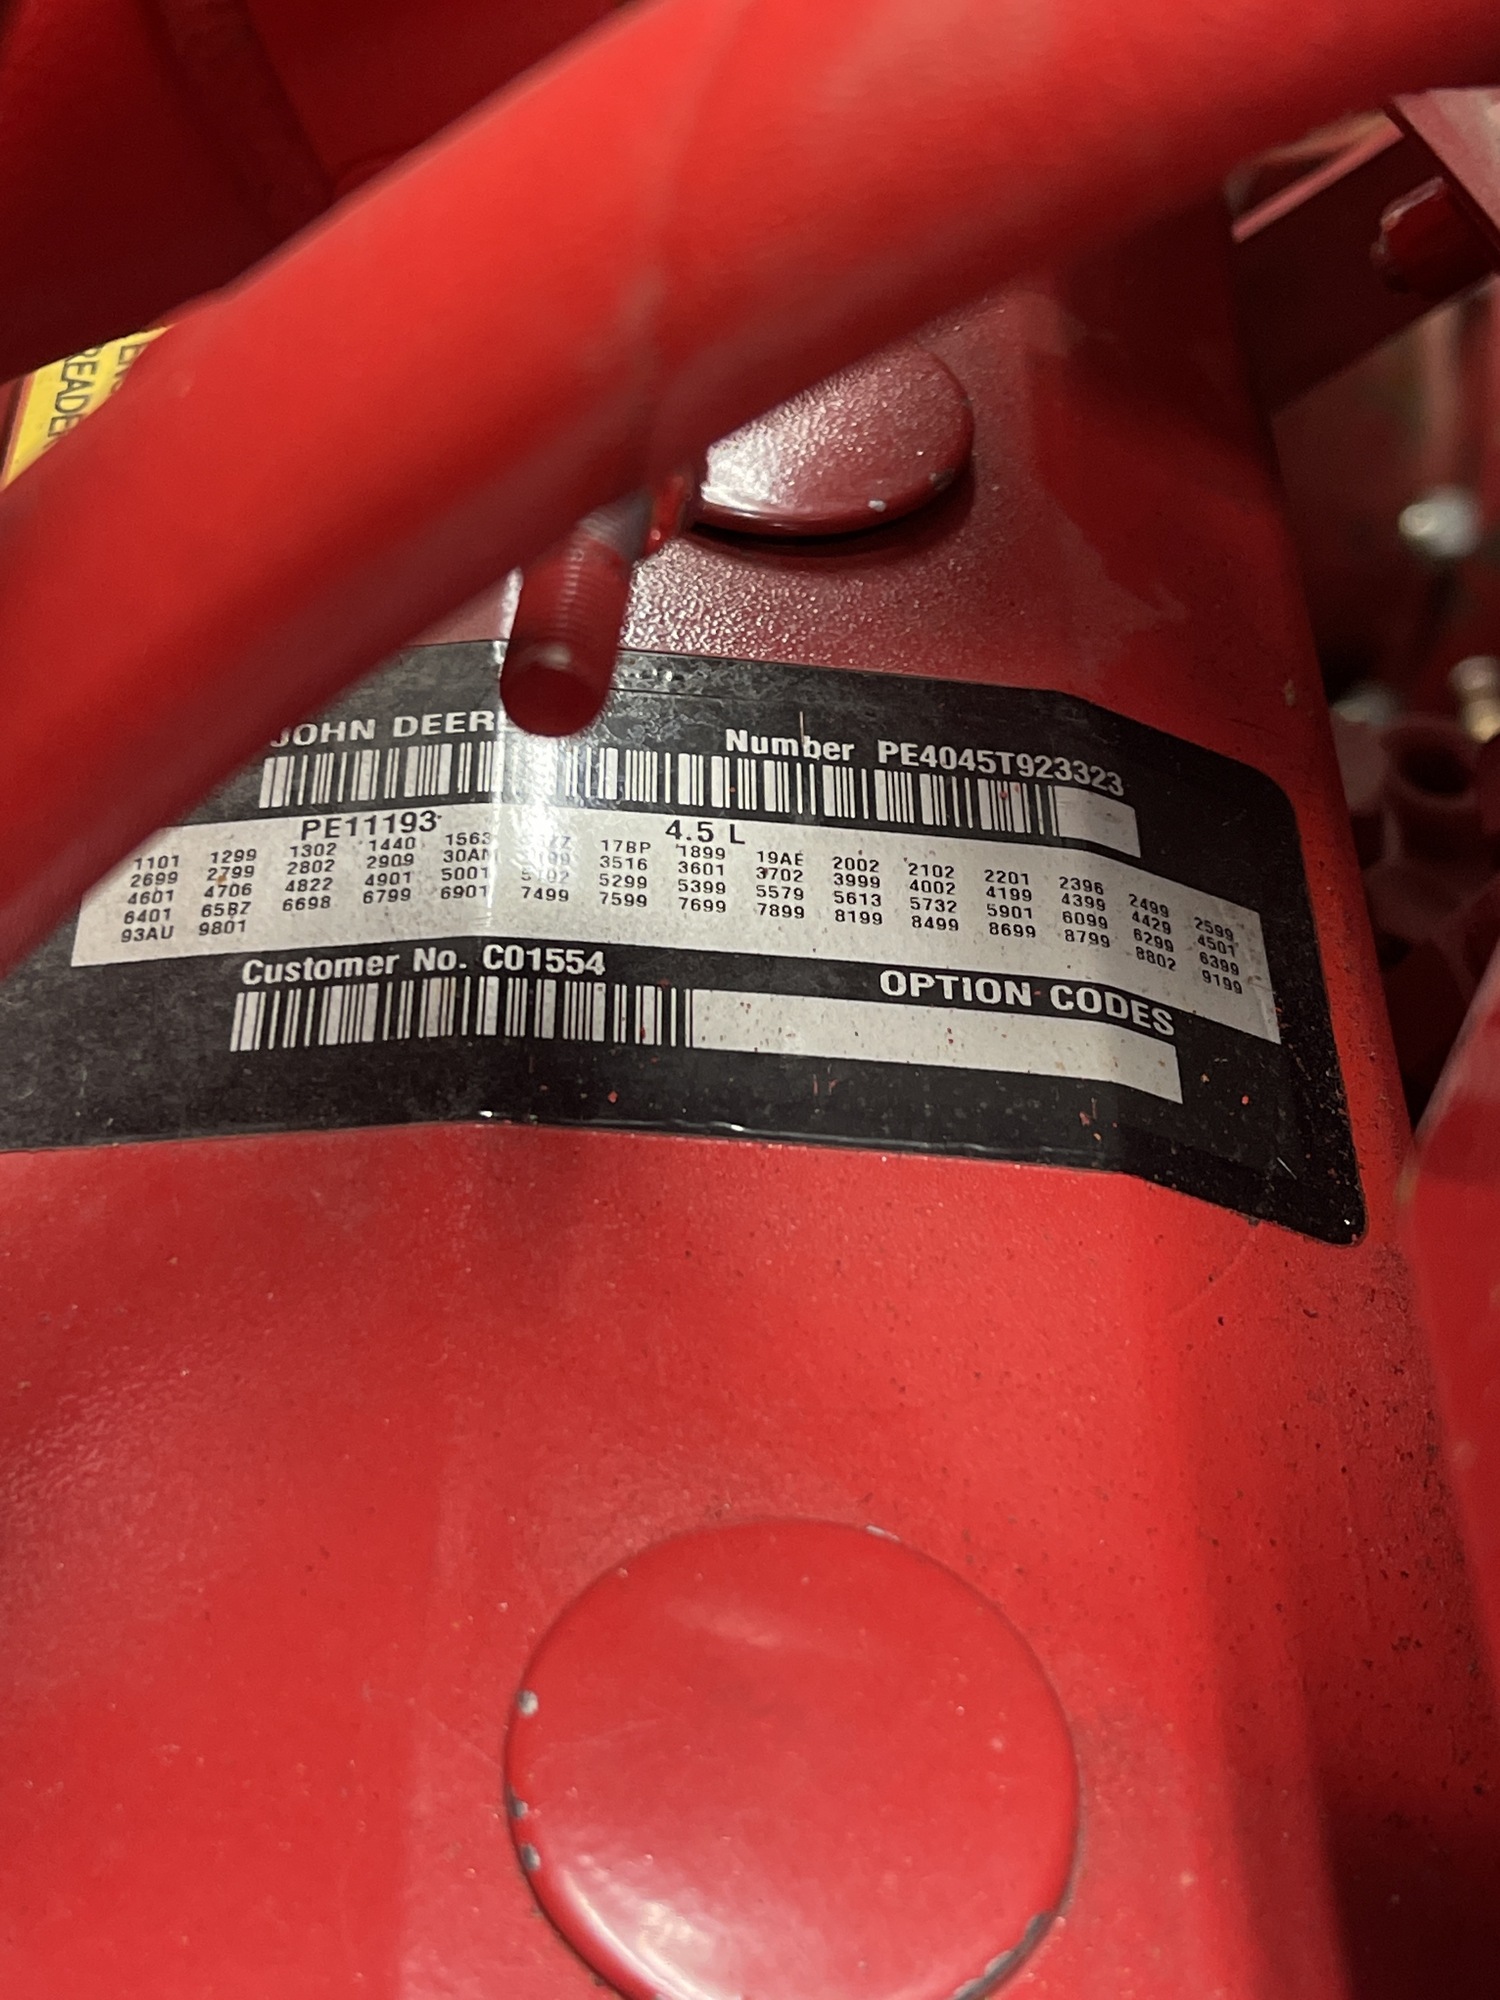 JOHN DEERE
Number PE4045T923323
PE11193 4.5 L
1101 1299 1302 1440 1563 17BP 1899 19AE 2002 2102 2201 2396 2499 2599
2699 2799 2802 2909 30AM 3516 3601 3702 3999 4002 4199 4399 4429 4501
4601 4706 4822 4901 5001 5102 5299 5399 5579 5613 5732 5901 6099 6299 6399
6401 65BZ 6698 6799 6901 7499 7599 7699 7899 8199 8499 8699 8799 8802 9199
93AU 9801
Customer No. C01554
OPTION CODES